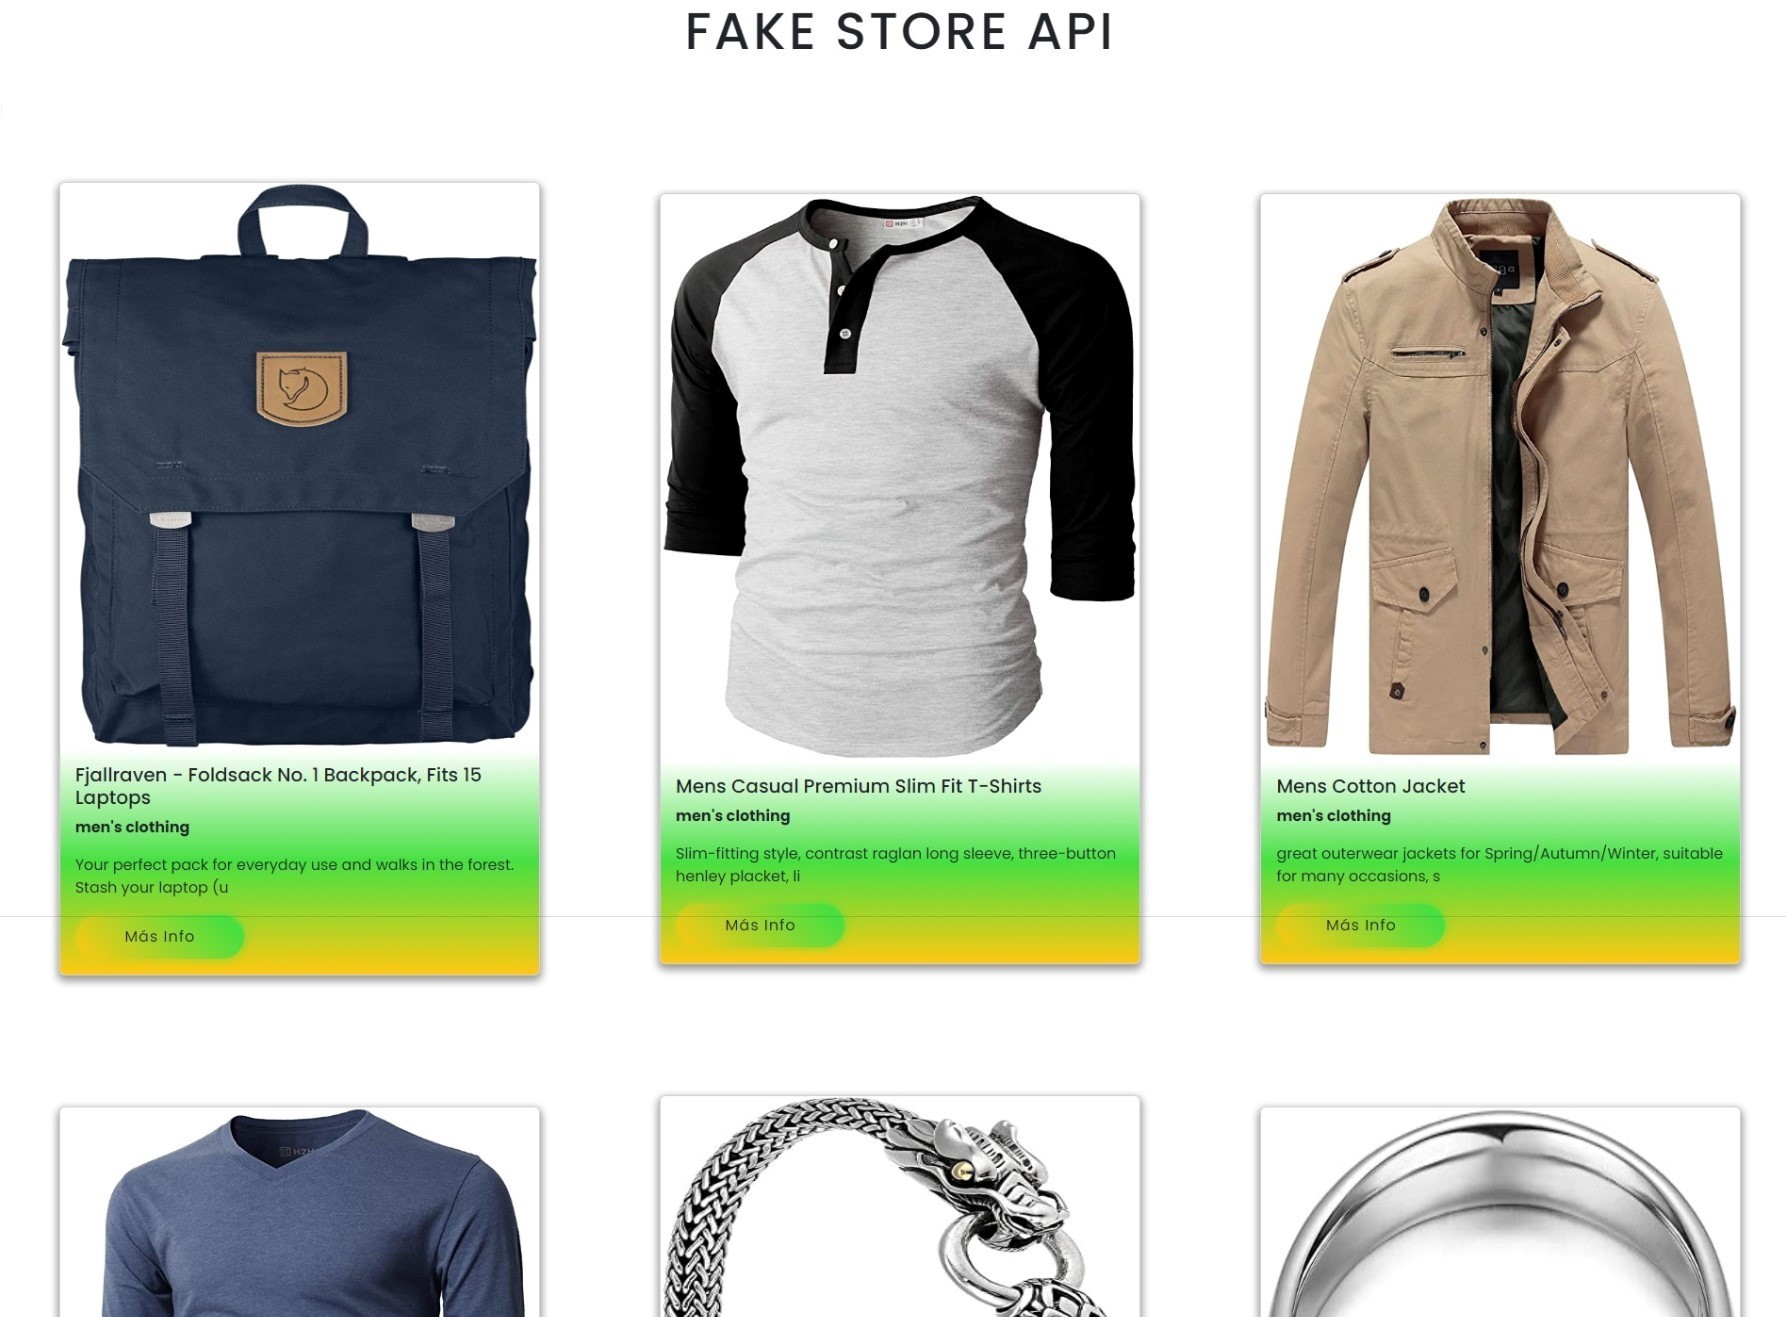 FAKE STORE API
Fjallraven - Foldsack No. 1 Backpack, Fits 15
Laptops
men's clothing
Your perfect pack for everyday use and walks in the forest.
Stash your laptop (u
Más Info
Mens Casual Premium Slim Fit T-Shirts
men's clothing
Slim-fitting style, contrast raglan long sleeve, three-button
henley placket, li
Más Info
Mens Cotton Jacket
men's clothing
great outerwear jackets for Spring/Autumn/Winter, suitable
for many occasions, s
Más Info